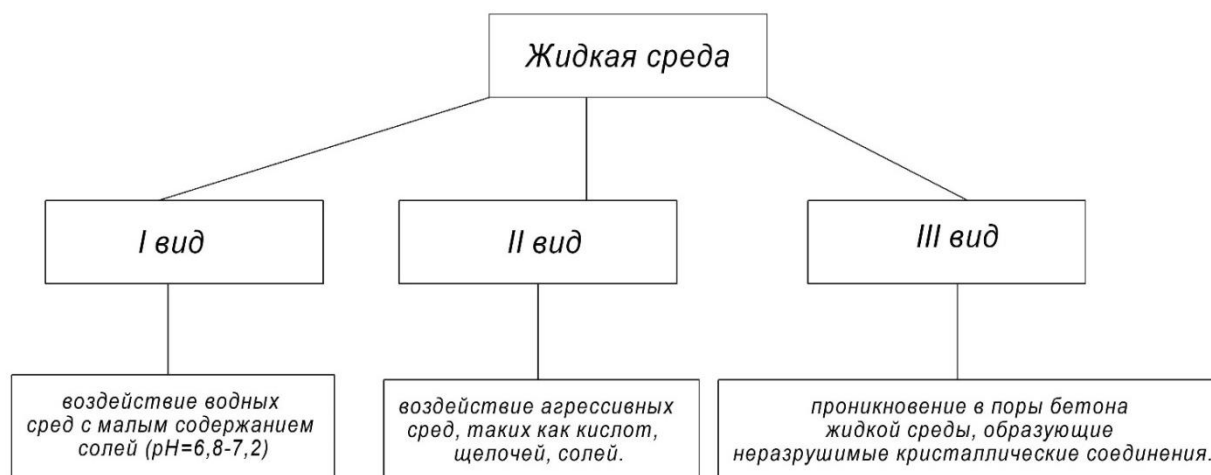 Жидкая среда
I вид
II вид
III вид
воздействие водных
сред с малым содержанием
солей (pH=6,8-7,2)
воздействие агрессивных
сред, таких как кислот,
щелочей, солей.
проникновение в поры бетона
жидкой среды, образующие
неразрушимые кристаллические соединения.